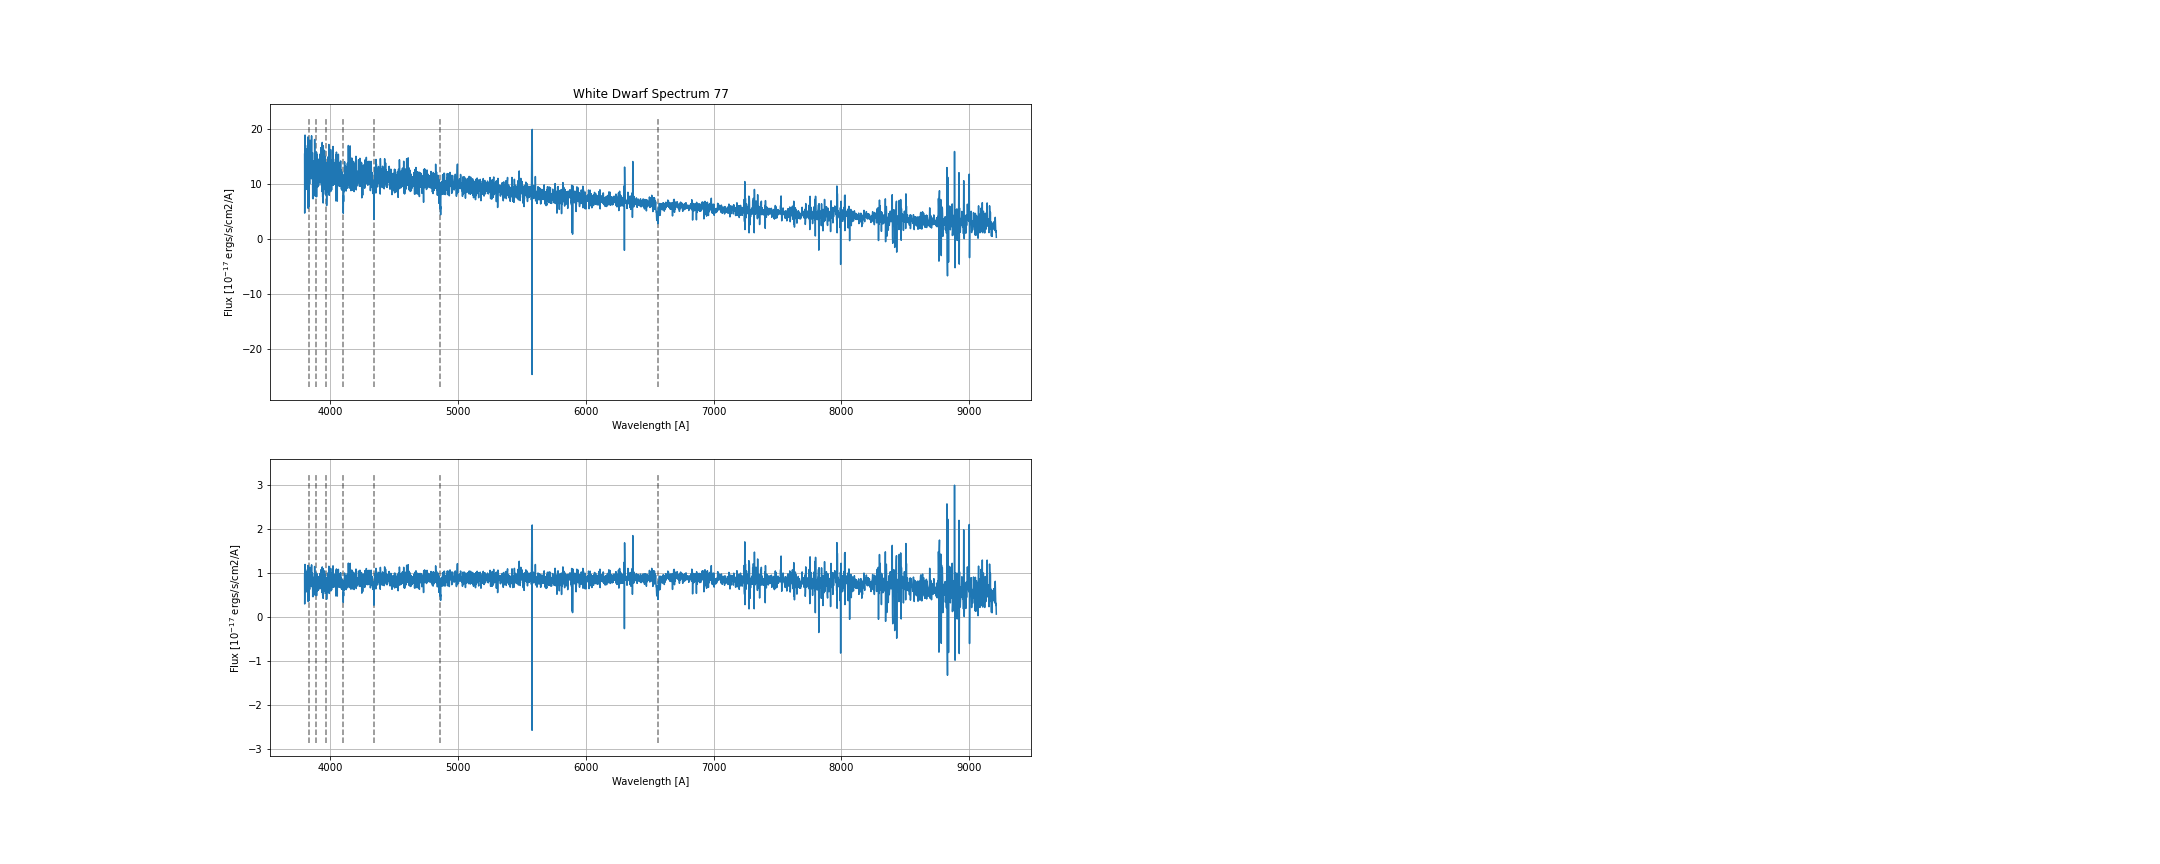 White Dwarf Spectrum 77
20
10
0
−10
−20
Flux [10⁻¹⁷ ergs/s/cm2/A]
4000 5000 6000 7000 8000 9000
Wavelength [A]
3
2
1
0
−1
−2
−3
Flux [10⁻¹⁷ ergs/s/cm2/A]
4000 5000 6000 7000 8000 9000
Wavelength [A]